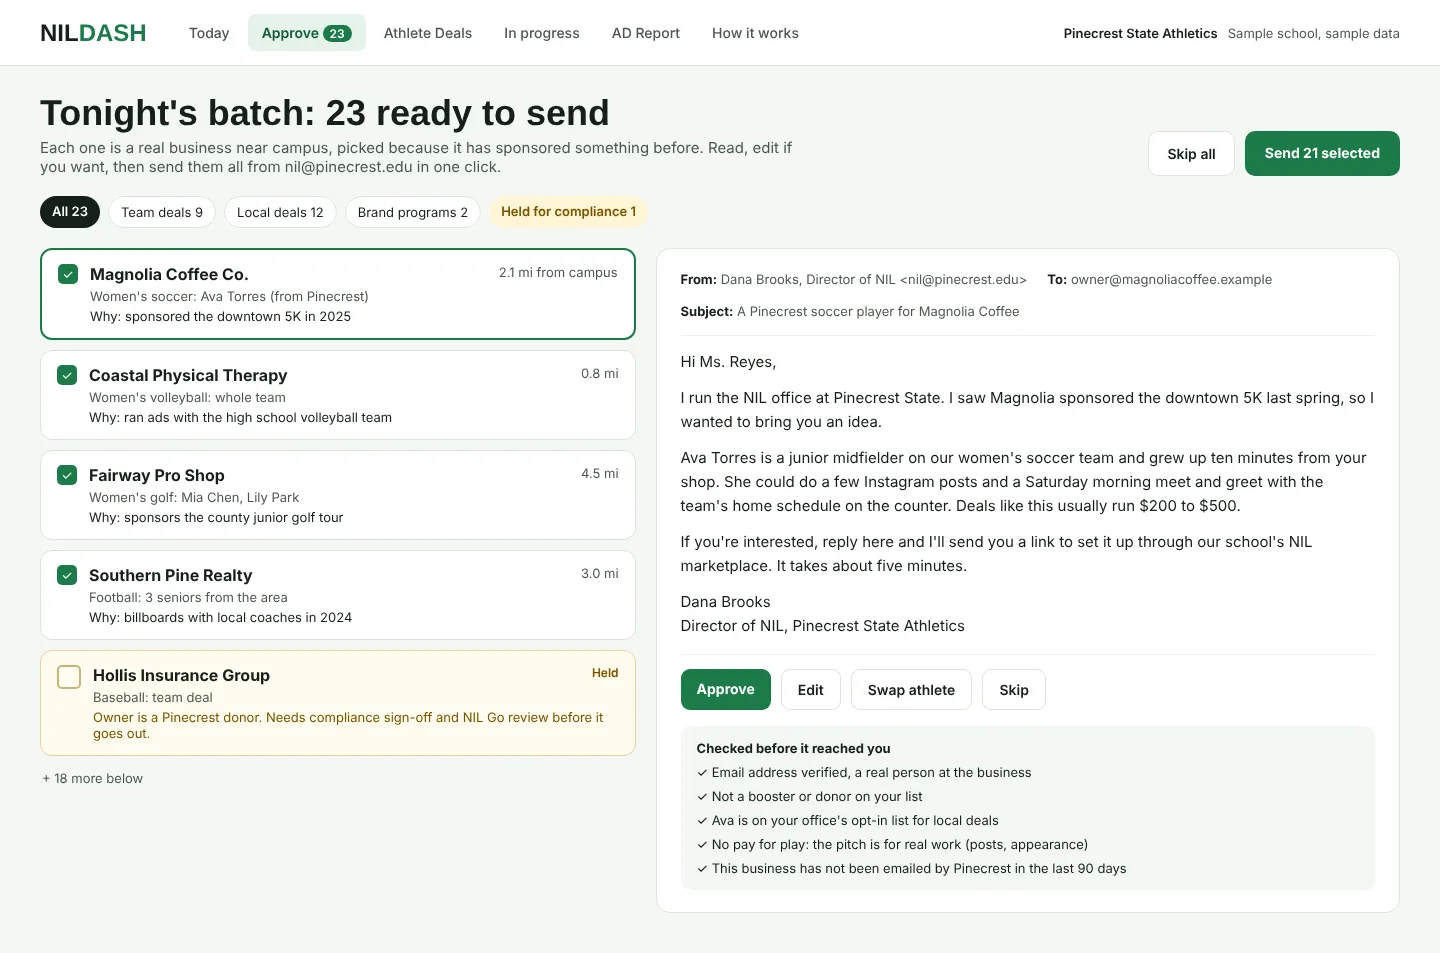 NILDASH
Today
Approve 23
Athlete Deals
In progress
AD Report
How it works
Pinecrest State Athletics Sample school, sample data
Tonight's batch: 23 ready to send
Each one is a real business near campus, picked because it has sponsored something before. Read, edit if
you want, then send them all from nil@pinecrest.edu in one click.
Skip all
Send 21 selected
All 23
Team deals 9
Local deals 12
Brand programs 2
Held for compliance 1
Magnolia Coffee Co.
2.1 mi from campus
Women's soccer: Ava Torres (from Pinecrest)
Why: sponsored the downtown 5K in 2025
Coastal Physical Therapy
0.8 mi
Women's volleyball: whole team
Why: ran ads with the high school volleyball team
Fairway Pro Shop
4.5 mi
Women's golf: Mia Chen, Lily Park
Why: sponsors the county junior golf tour
Southern Pine Realty
3.0 mi
Football: 3 seniors from the area
Why: billboards with local coaches in 2024
Hollis Insurance Group
Held
Baseball: team deal
Owner is a Pinecrest donor. Needs compliance sign-off and NIL Go review before it
goes out.
+ 18 more below
From: Dana Brooks, Director of NIL <nil@pinecrest.edu> To: owner@magnoliacoffee.example
Subject: A Pinecrest soccer player for Magnolia Coffee
Hi Ms. Reyes,
I run the NIL office at Pinecrest State. I saw Magnolia sponsored the downtown 5K last spring, so I
wanted to bring you an idea.
Ava Torres is a junior midfielder on our women's soccer team and grew up ten minutes from your
shop. She could do a few Instagram posts and a Saturday morning meet and greet with the
team's home schedule on the counter. Deals like this usually run $200 to $500.
If you're interested, reply here and I'll send you a link to set it up through our school's NIL
marketplace. It takes about five minutes.
Dana Brooks
Director of NIL, Pinecrest State Athletics
Approve
Edit
Swap athlete
Skip
Checked before it reached you
✓ Email address verified, a real person at the business
✓ Not a booster or donor on your list
✓ Ava is on your office's opt-in list for local deals
✓ No pay for play: the pitch is for real work (posts, appearance)
✓ This business has not been emailed by Pinecrest in the last 90 days